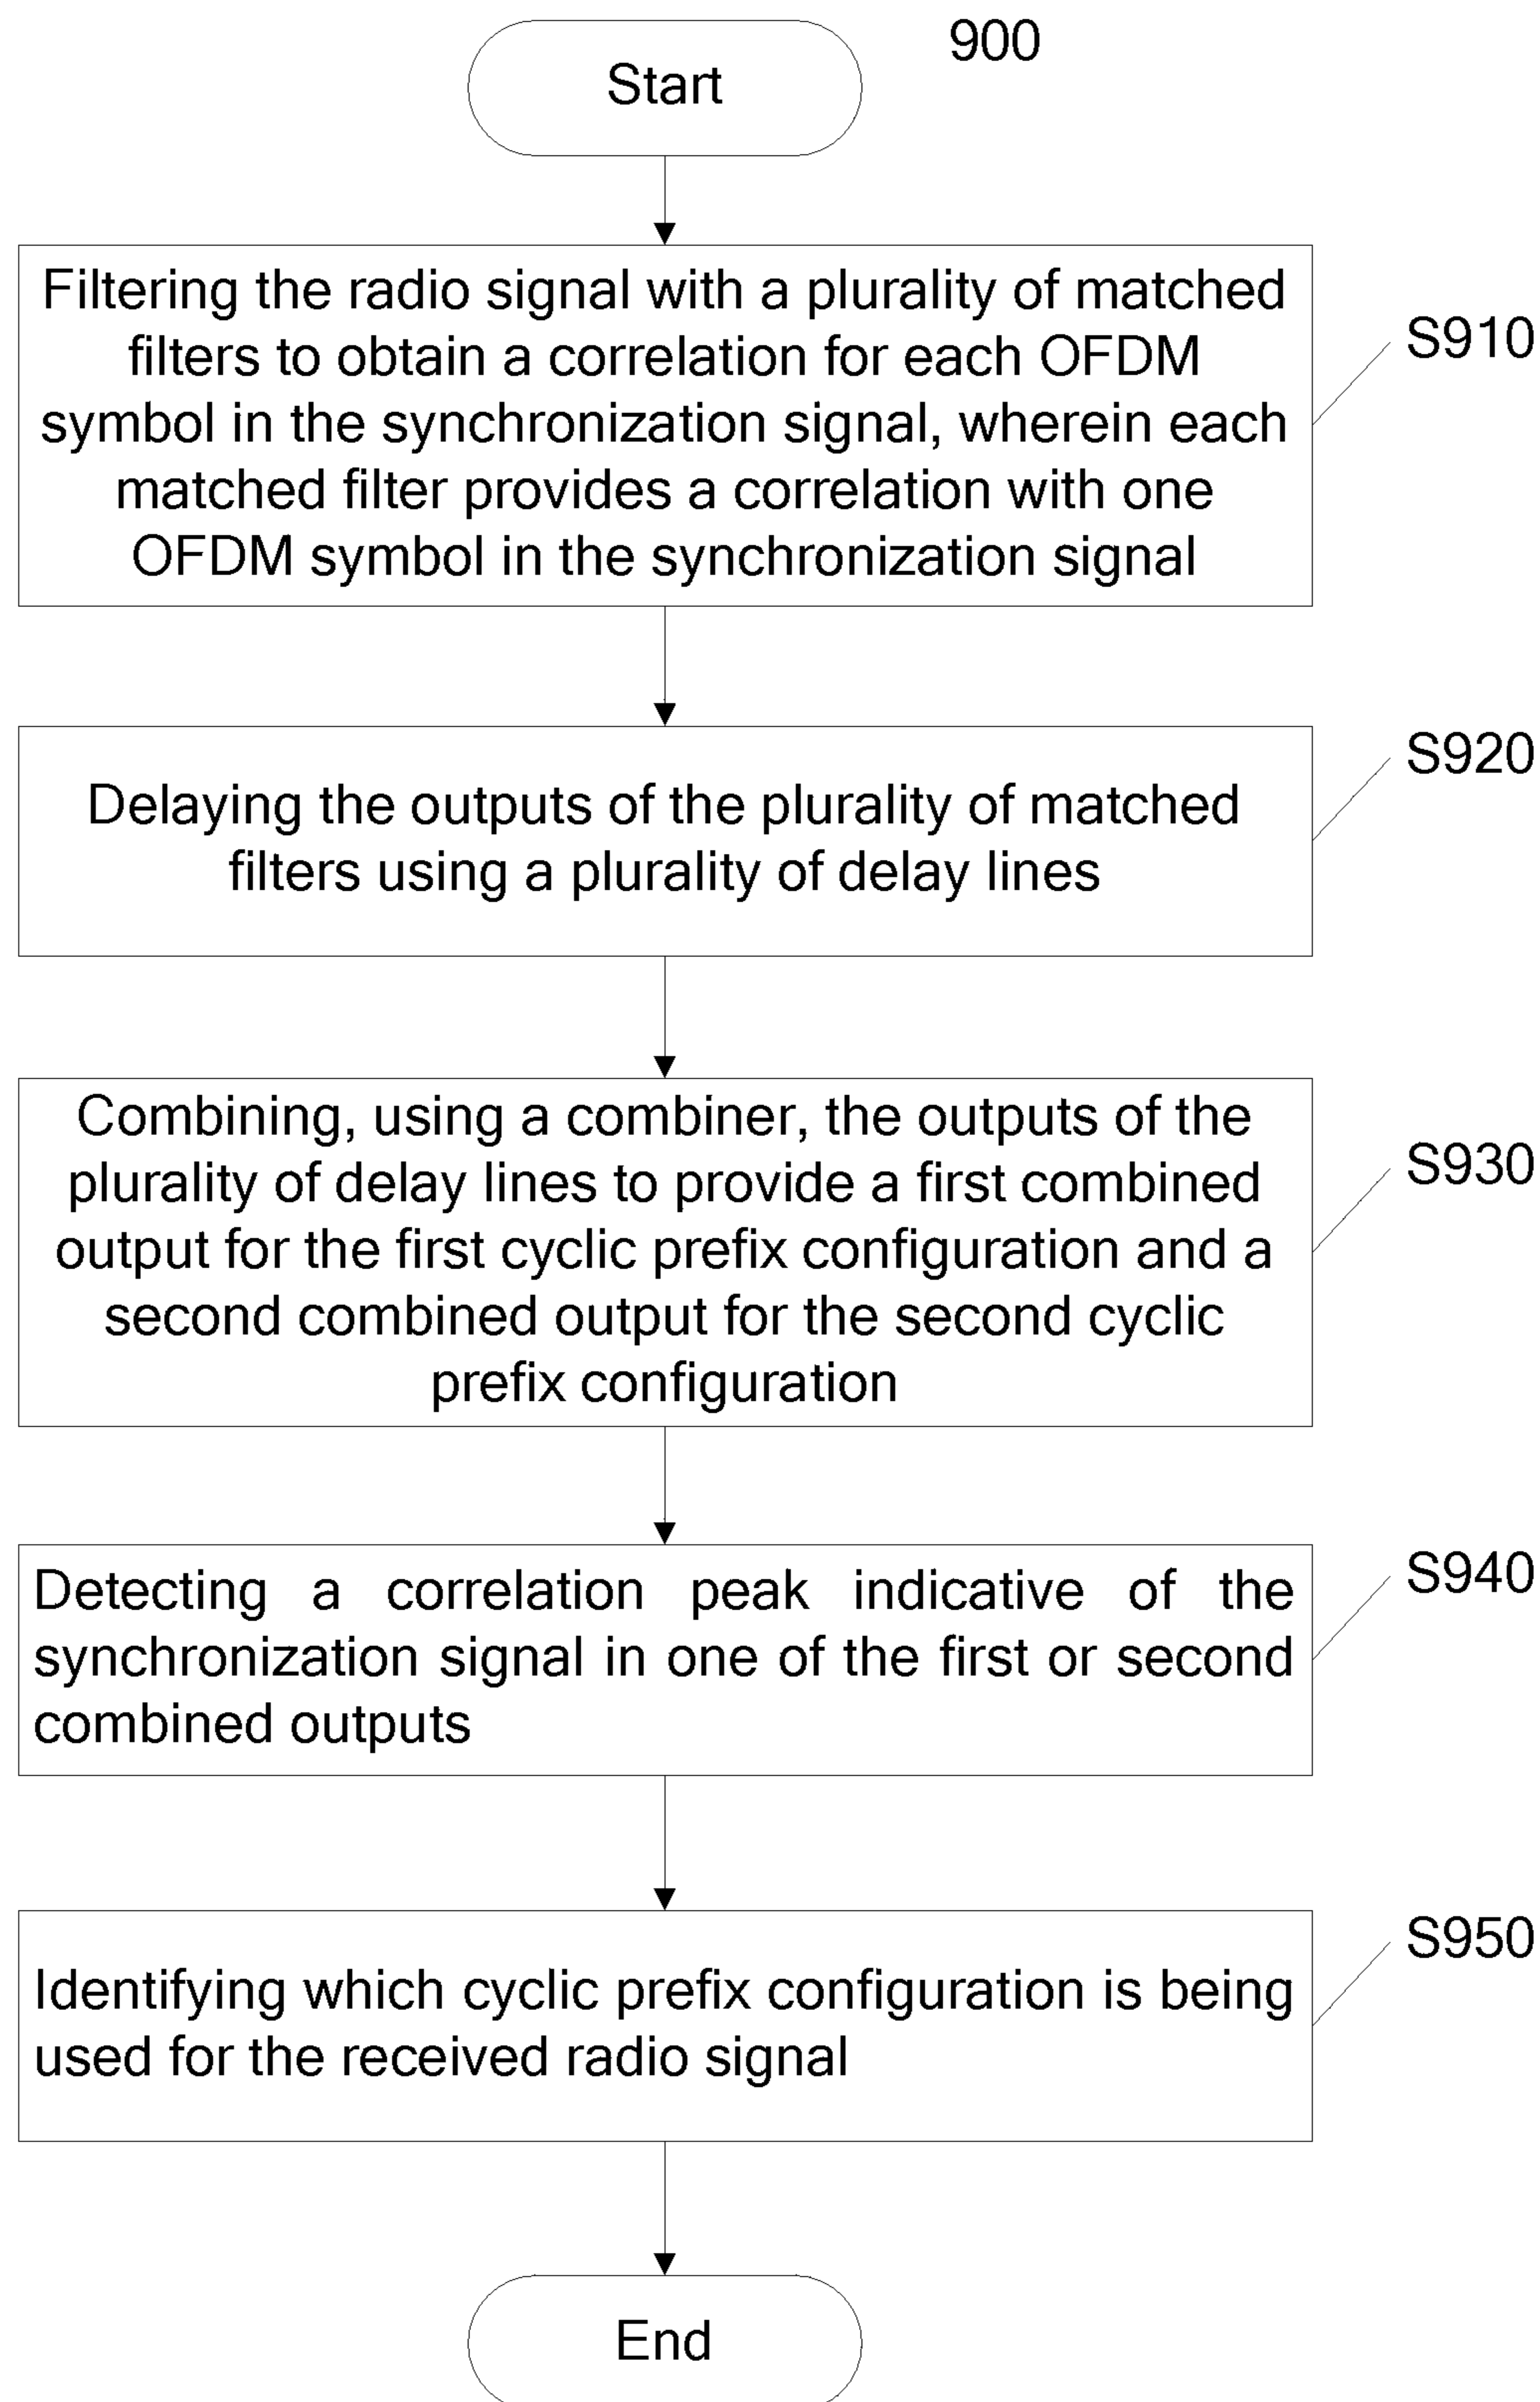 900
Start
Filtering the radio signal with a plurality of matched
filters to obtain a correlation for each OFDM
symbol in the synchronization signal, wherein each
matched filter provides a correlation with one
OFDM symbol in the synchronization signal
S910
Delaying the outputs of the plurality of matched
filters using a plurality of delay lines
S920
Combining, using a combiner, the outputs of the
plurality of delay lines to provide a first combined
output for the first cyclic prefix configuration and a
second combined output for the second cyclic
prefix configuration
S930
Detecting a correlation peak indicative of the
synchronization signal in one of the first or second
combined outputs
S940
Identifying which cyclic prefix configuration is being
used for the received radio signal
S950
End